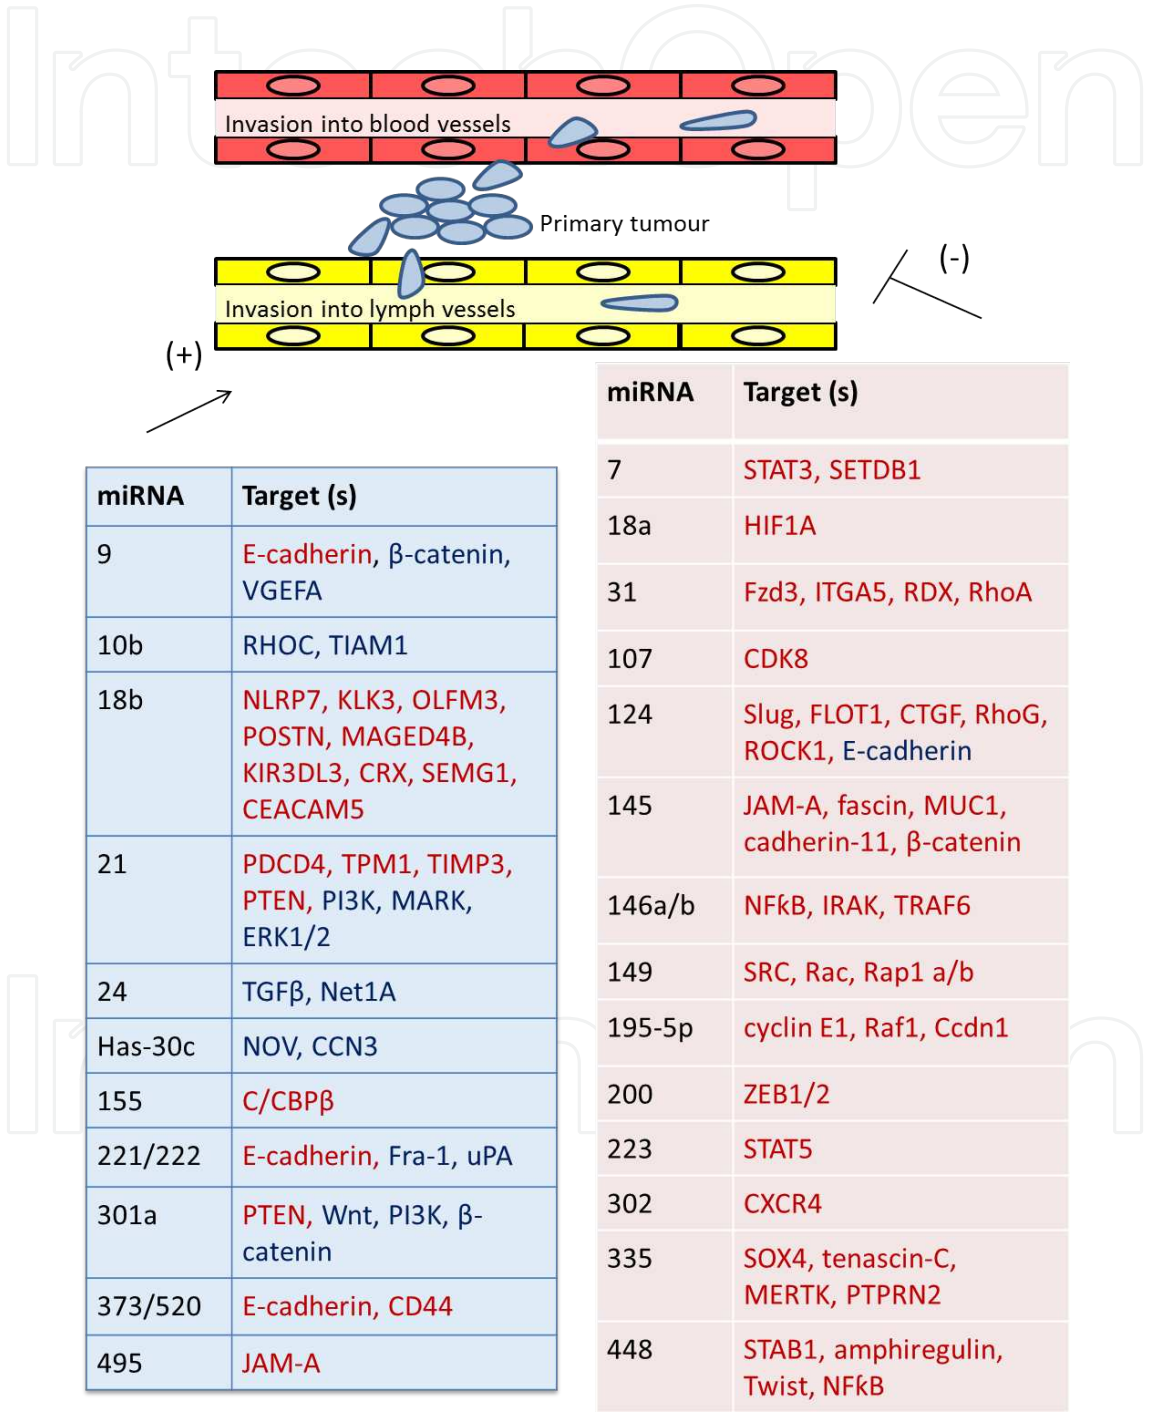 IntechOpen
Invasion into blood vessels
Primary tumour
(-)
Invasion into lymph vessels
(+)
miRNA Target (s)
9 E-cadherin, β-catenin,
VGEFA
10b RHOC, TIAM1
18b NLRP7, KLK3, OLFM3,
POSTN, MAGED4B,
KIR3DL3, CRX, SEMG1,
CEACAM5
21 PDCD4, TPM1, TIMP3,
PTEN, PI3K, MARK,
ERK1/2
24 TGFβ, Net1A
Has-30c NOV, CCN3
155 C/CBPβ
221/222 E-cadherin, Fra-1, uPA
301a PTEN, Wnt, PI3K, β-
catenin
373/520 E-cadherin, CD44
495 JAM-A
miRNA Target (s)
7 STAT3, SETDB1
18a HIF1A
31 Fzd3, ITGA5, RDX, RhoA
107 CDK8
124 Slug, FLOT1, CTGF, RhoG,
ROCK1, E-cadherin
145 JAM-A, fascin, MUC1,
cadherin-11, β-catenin
146a/b NFƙB, IRAK, TRAF6
149 SRC, Rac, Rap1 a/b
195-5p cyclin E1, Raf1, Ccdn1
200 ZEB1/2
223 STAT5
302 CXCR4
335 SOX4, tenascin-C,
MERTK, PTPRN2
448 STAB1, amphiregulin,
Twist, NFƙB